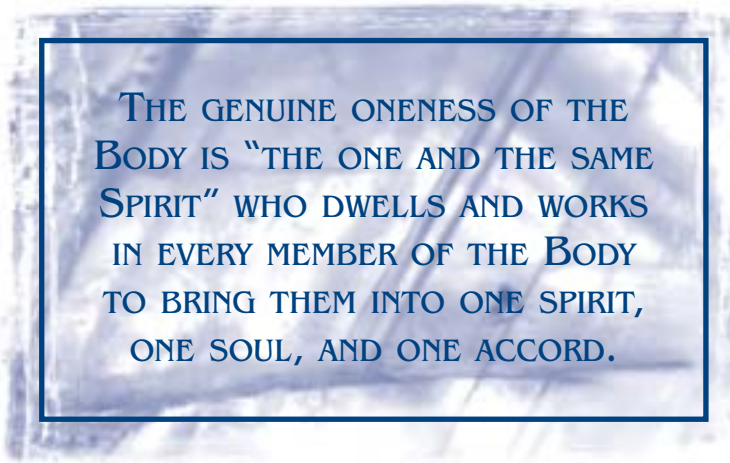 The genuine oneness of the
Body is “the one and the same
Spirit” who dwells and works
in every member of the Body
to bring them into one spirit,
one soul, and one accord.